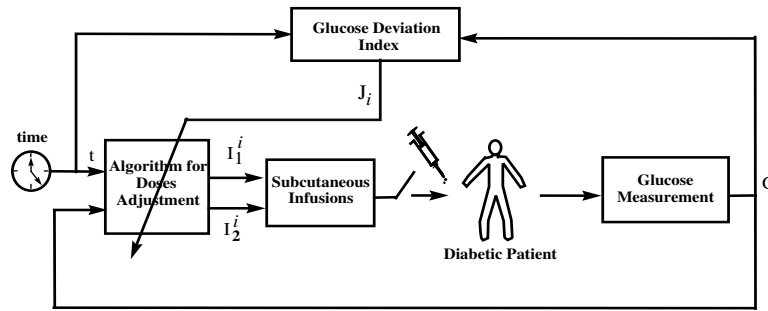 Glucose Deviation
Index
J_i
time
t
Algorithm for
Doses
Adjustment
I_1^i
I_2^i
Subcutaneous
Infusions
Diabetic Patient
Glucose
Measurement